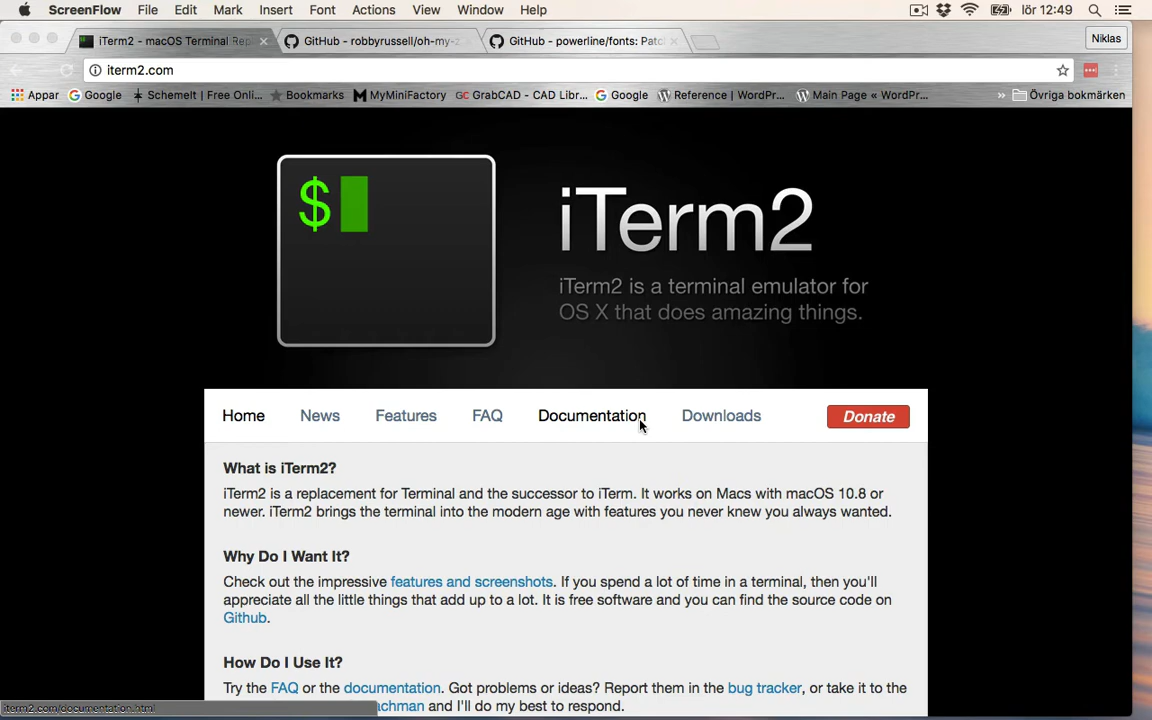 ScreenFlow File Edit Mark Insert Font Actions View Window Help lör 12:49
iTerm2 - macOS Terminal Rep GitHub - robbyrussell/oh-my-z GitHub - powerline/fonts: Patc Niklas
iterm2.com
Appar Google Schemelt | Free Onli... Bookmarks MyMiniFactory GC GrabCAD - CAD Libr... Google Reference | WordPr... Main Page « WordPr... » Övriga bokmärken
$
iTerm2
iTerm2 is a terminal emulator for
OS X that does amazing things.
Home News Features FAQ Documentation Downloads Donate
What is iTerm2?
iTerm2 is a replacement for Terminal and the successor to iTerm. It works on Macs with macOS 10.8 or
newer. iTerm2 brings the terminal into the modern age with features you never knew you always wanted.
Why Do I Want It?
Check out the impressive features and screenshots. If you spend a lot of time in a terminal, then you'll
appreciate all the little things that add up to a lot. It is free software and you can find the source code on
Github.
How Do I Use It?
Try the FAQ or the documentation. Got problems or ideas? Report them in the bug tracker, or take it to the
achman and I'll do my best to respond.
iterm2.com/documentation.html